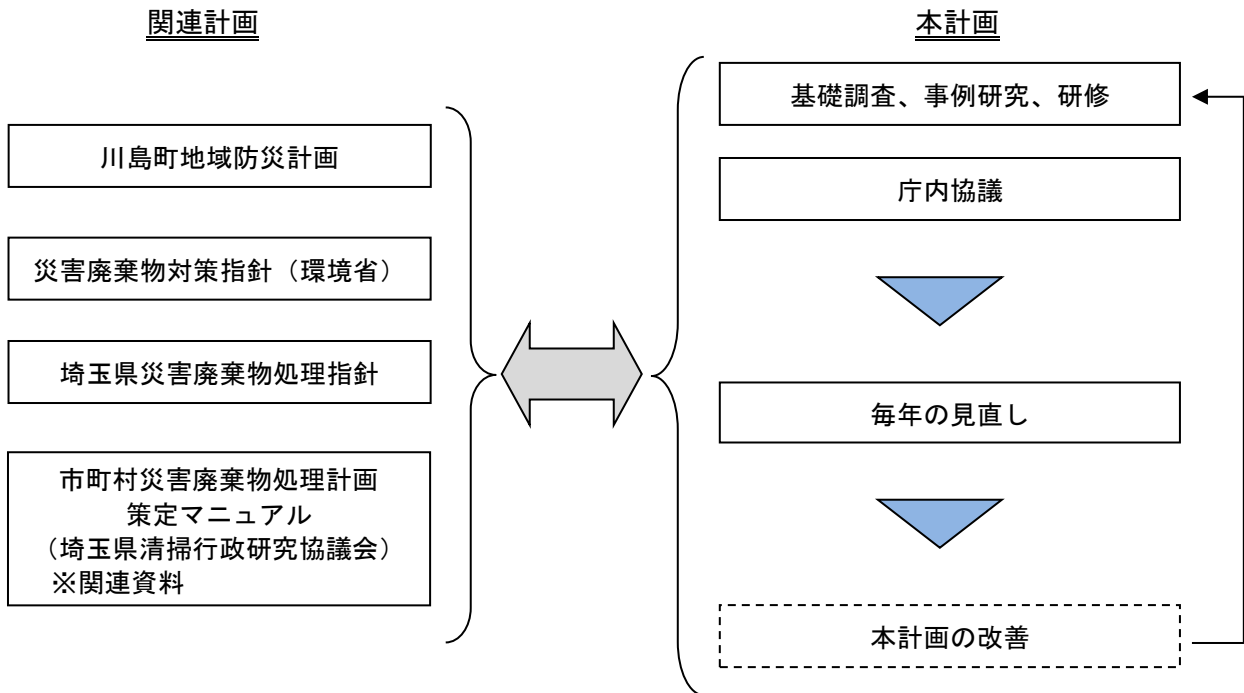 関連計画
川島町地域防災計画
災害廃棄物対策指針（環境省）
埼玉県災害廃棄物処理指針
市町村災害廃棄物処理計画
策定マニュアル
（埼玉県清掃行政研究協議会）
※関連資料
本計画
基礎調査、事例研究、研修
庁内協議
毎年の見直し
本計画の改善